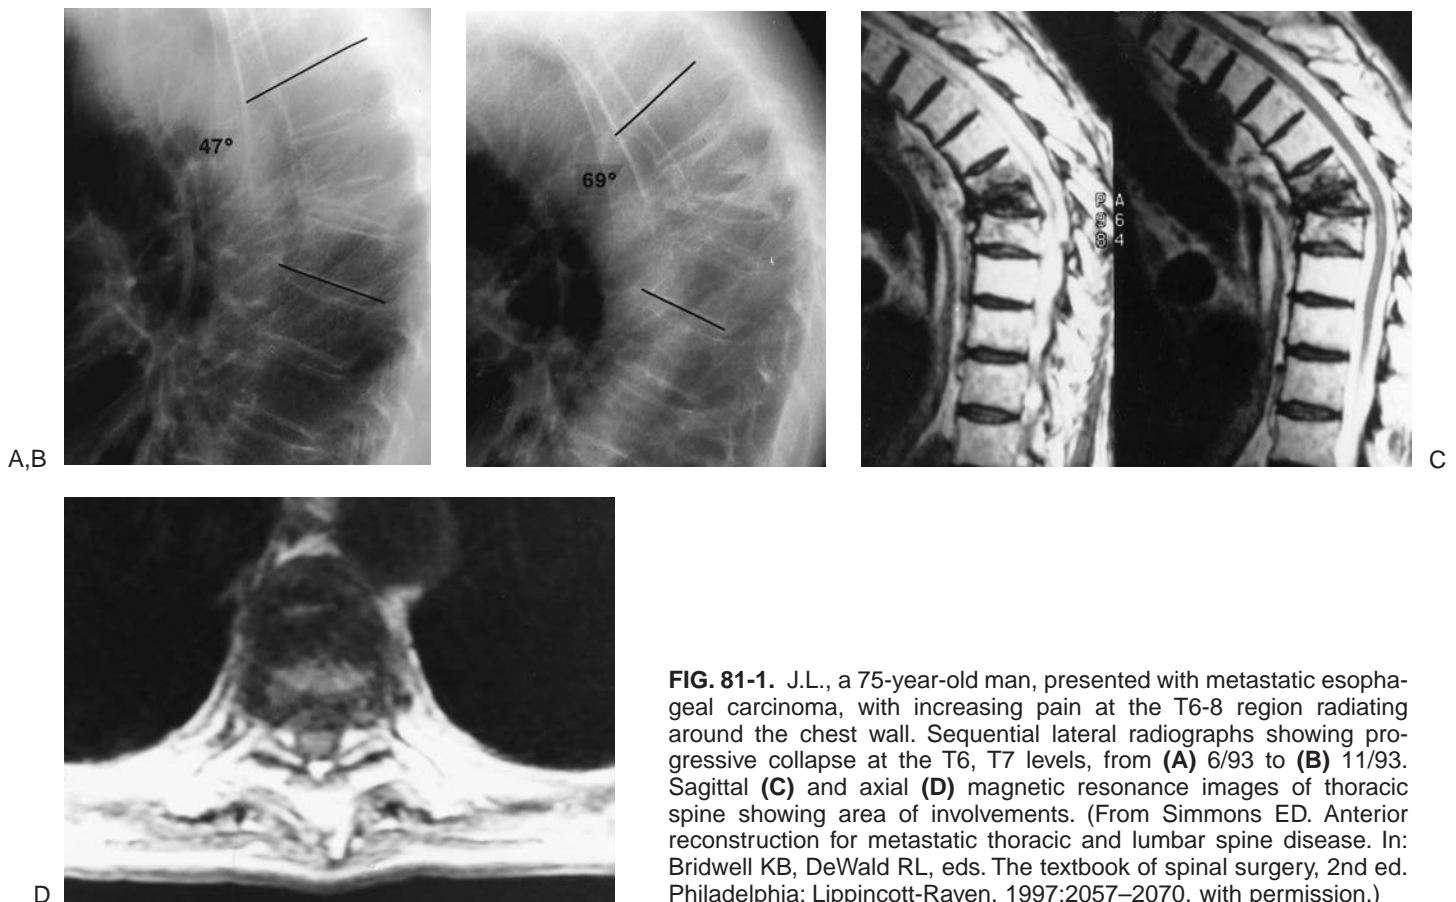 47°
69°
P A
9 6
8 4
A,B
C
D
FIG. 81-1. J.L., a 75-year-old man, presented with metastatic esopha-
geal carcinoma, with increasing pain at the T6-8 region radiating
around the chest wall. Sequential lateral radiographs showing pro-
gressive collapse at the T6, T7 levels, from (A) 6/93 to (B) 11/93.
Sagittal (C) and axial (D) magnetic resonance images of thoracic
spine showing area of involvements. (From Simmons ED. Anterior
reconstruction for metastatic thoracic and lumbar spine disease. In:
Bridwell KB, DeWald RL, eds. The textbook of spinal surgery, 2nd ed.
Philadelphia: Lippincott-Raven, 1997:2057–2070, with permission.)